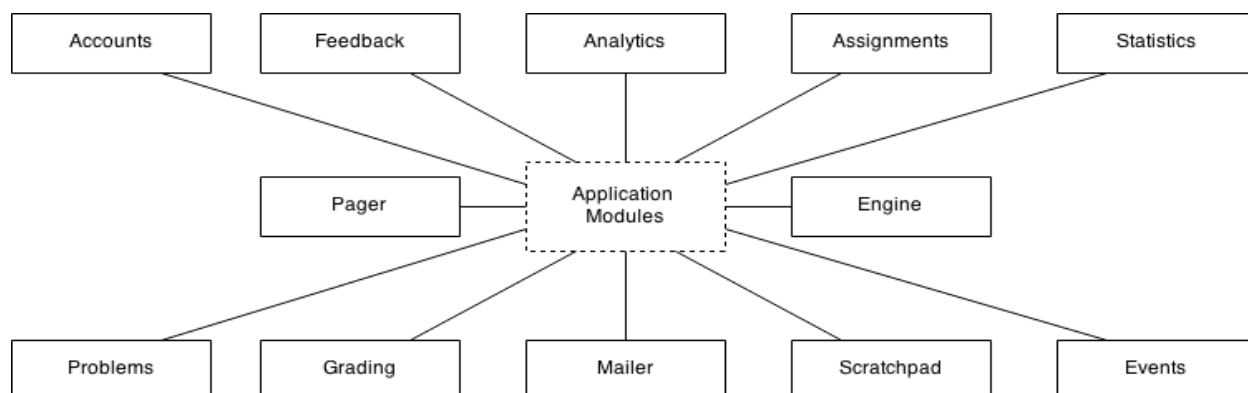 Accounts
Feedback
Analytics
Assignments
Statistics
Pager
Application
Modules
Engine
Problems
Grading
Mailer
Scratchpad
Events